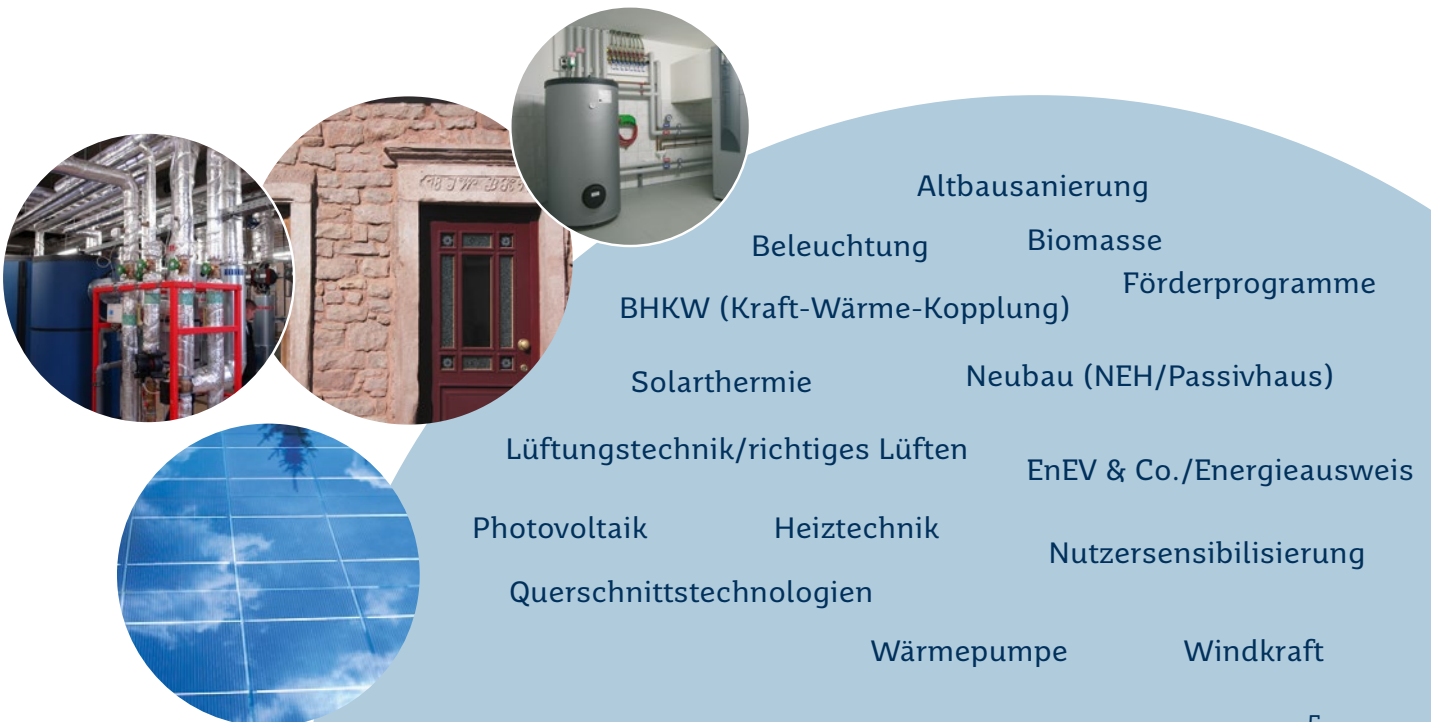 Altbausanierung
Beleuchtung
Biomasse
Förderprogramme
BHKW (Kraft-Wärme-Kopplung)
Solarthermie
Neubau (NEH/Passivhaus)
Lüftungstechnik/richtiges Lüften
EnEV & Co./Energieausweis
Photovoltaik
Heiztechnik
Nutzersensibilisierung
Querschnittstechnologien
Wärmepumpe
Windkraft